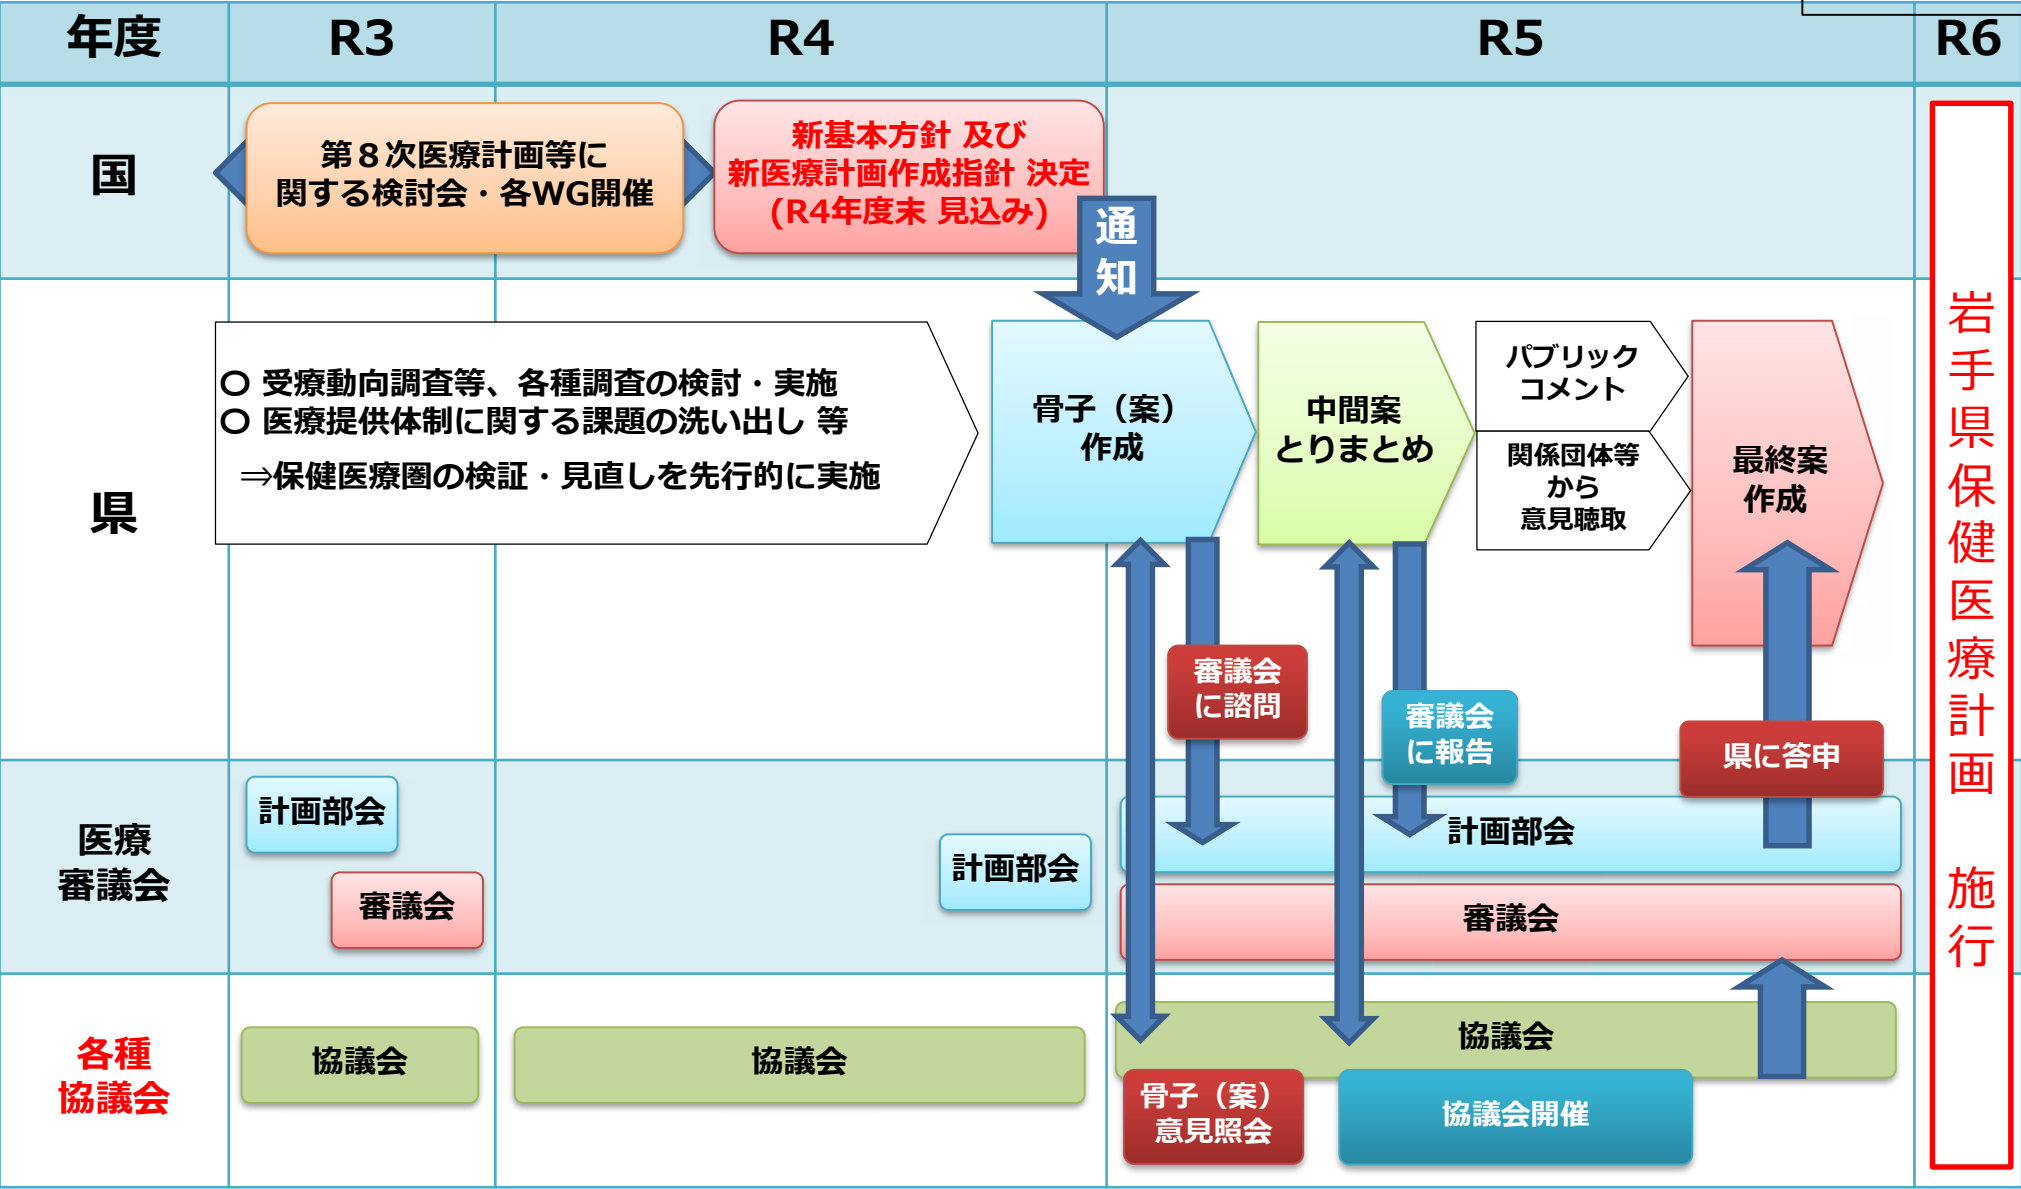 年度
R3
R4
R5
R6
国
第８次医療計画等に
関する検討会・各WG開催
新基本方針 及び
新医療計画作成指針 決定
(R4年度末 見込み)
通
知
県
○ 受療動向調査等、各種調査の検討・実施
○ 医療提供体制に関する課題の洗い出し 等
⇒保健医療圏の検証・見直しを先行的に実施
骨子（案）
作成
中間案
とりまとめ
パブリック
コメント
関係団体等
から
意見聴取
最終案
作成
審議会
に諮問
審議会
に報告
県に答申
医療
審議会
計画部会
審議会
計画部会
計画部会
審議会
各種
協議会
協議会
協議会
協議会
骨子（案）
意見照会
協議会開催
岩手県保健医療計画 施行